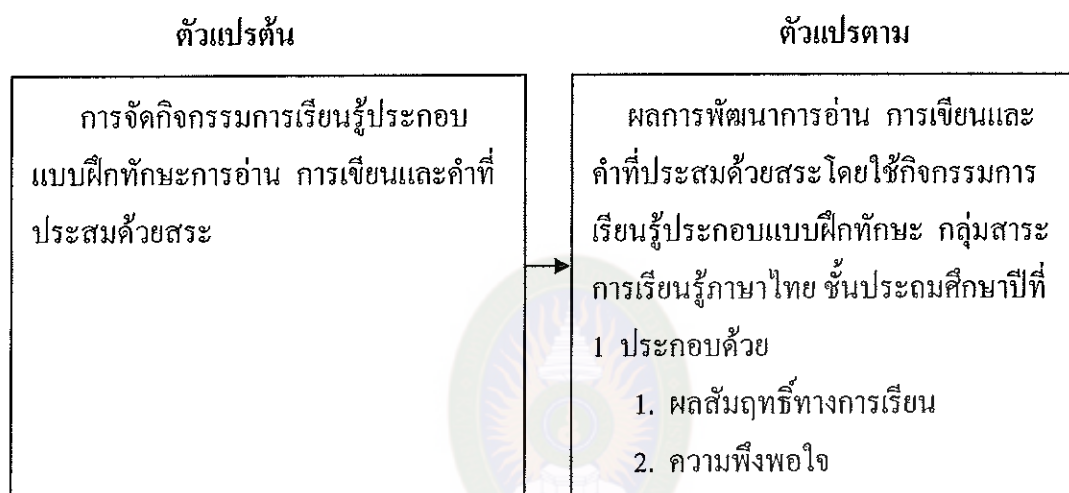 ตัวแปรต้น
การจัดกิจกรรมการเรียนรู้ประกอบ
แบบฝึกทักษะการอ่าน การเขียนและคำที่
ประสมด้วยสระ
ตัวแปรตาม
ผลการพัฒนาการอ่าน การเขียนและ
คำที่ประสมด้วยสระโดยใช้กิจกรรมการ
เรียนรู้ประกอบแบบฝึกทักษะ กลุ่มสาระ
การเรียนรู้ภาษาไทย ชั้นประถมศึกษาปีที่
1 ประกอบด้วย
1. ผลสัมฤทธิ์ทางการเรียน
2. ความพึงพอใจ